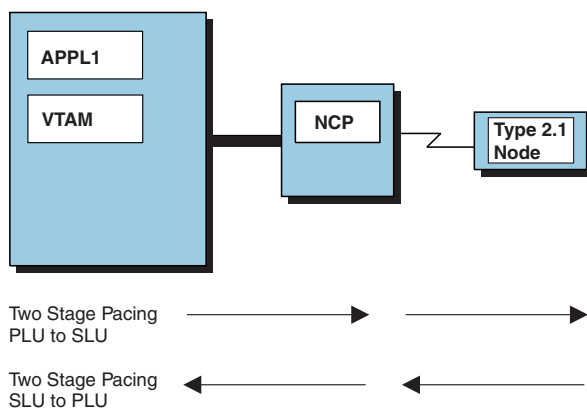 APPL1
VTAM
NCP
Type 2.1
Node
Two Stage Pacing
PLU to SLU
Two Stage Pacing
SLU to PLU